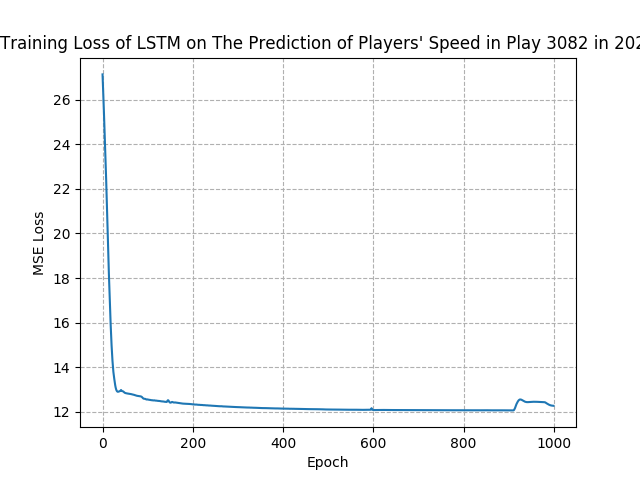 Training Loss of LSTM on The Prediction of Players' Speed in Play 3082 in 202
26
24
22
20
18
16
14
12
MSE Loss
0 200 400 600 800 1000
Epoch